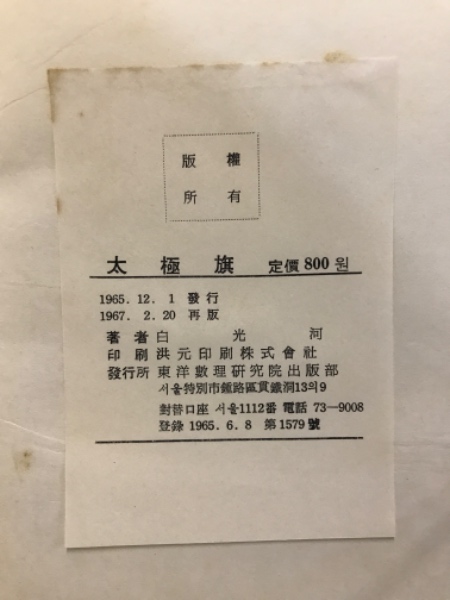 版權
所有
太極旗 定價 800 원
1965. 12. 1 發行
1967. 2. 20 再版
著者 白光河
印刷 洪元印刷株式會社
發行所 東洋數理硏究院出版部
서울特別市鍾路區貫鐵洞13의9
對替口座 서울1112番 電話 73—9008
登錄 1965. 6. 8 第1579號